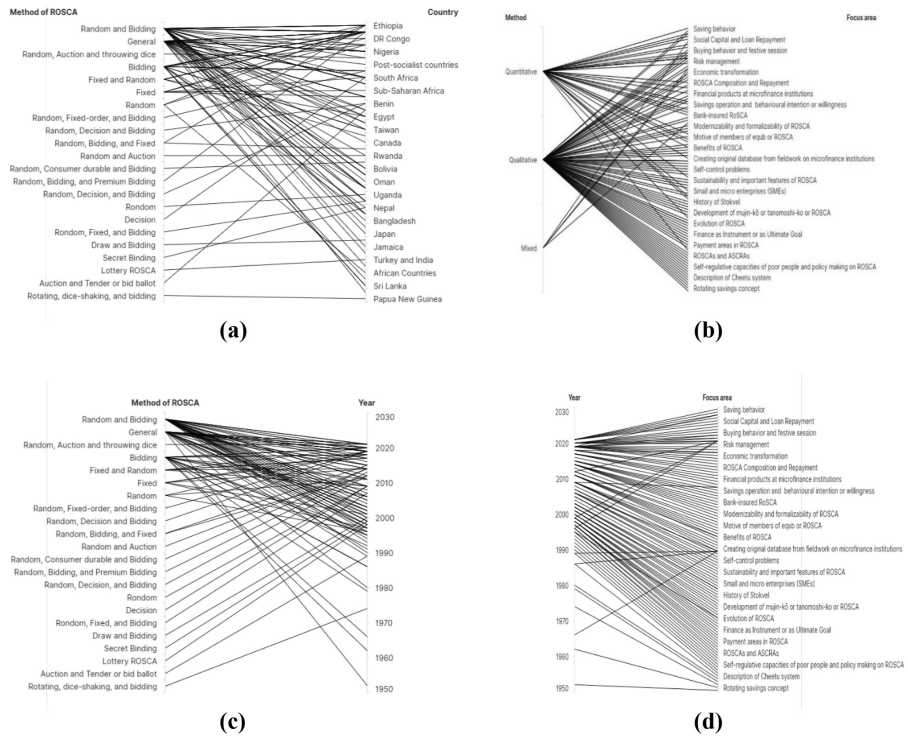 Method of ROSCA
Country
Random and Bidding
General
Random, Auction and throuwing dice
Bidding
Fixed and Random
Fixed
Random
Random, Fixed-order, and Bidding
Random, Decision and Bidding
Random, Bidding, and Fixed
Random and Auction
Random, Consumer durable and Bidding
Random, Bidding, and Premium Bidding
Random, Decision, and Bidding
Rondom
Decision
Rondom, Fixed, and Bidding
Draw and Bidding
Secret Binding
Lottery ROSCA
Auction and Tender or bid ballot
Rotating, dice-shaking, and bidding
Ethiopia
DR Congo
Nigeria
Post-socialist countries
South Africa
Sub-Saharan Africa
Benin
Egypt
Taiwan
Canada
Rwanda
Bolivia
Oman
Uganda
Nepal
Bangladesh
Japan
Jamaica
Turkey and India
African Countries
Sri Lanka
Papua New Guinea
(a)
Method
Focus area
Quantitative
Qualitative
Mixed
Saving behavior
Social Capital and Loan Repayment
Buying behavior and festive session
Risk management
Economic transformation
ROSCA Composition and Repayment
Financial products at microfinance institutions
Savings operation and behavioural intention or willingness
Bank-insured RoSCA
Modernizability and formalizability of ROSCA
Motive of members of equb or ROSCA
Benefits of ROSCA
Creating original database from fieldwork on microfinance institutions
Self-control problems
Sustainability and important features of ROSCA
Small and micro enterprises (SMEs)
History of Stokvel
Development of mujin-kō or tanomoshi-ko or ROSCA
Evolution of ROSCA
Finance as Instrument or as Ultimate Goal
Payment areas in ROSCA
ROSCAs and ASCRAs
Self-regulative capacities of poor people and policy making on ROSCA
Description of Cheetu system
Rotating savings concept
(b)
Method of ROSCA
Year
Random and Bidding
General
Random, Auction and throuwing dice
Bidding
Fixed and Random
Fixed
Random
Random, Fixed-order, and Bidding
Random, Decision and Bidding
Random, Bidding, and Fixed
Random and Auction
Random, Consumer durable and Bidding
Random, Bidding, and Premium Bidding
Random, Decision, and Bidding
Rondom
Decision
Rondom, Fixed, and Bidding
Draw and Bidding
Secret Binding
Lottery ROSCA
Auction and Tender or bid ballot
Rotating, dice-shaking, and bidding
2030
2020
2010
2000
1990
1980
1970
1960
1950
(c)
Year
Focus area
2030
2020
2010
2000
1990
1980
1970
1960
1950
Saving behavior
Social Capital and Loan Repayment
Buying behavior and festive session
Risk management
Economic transformation
ROSCA Composition and Repayment
Financial products at microfinance institutions
Savings operation and behavioural intention or willingness
Bank-insured RoSCA
Modernizability and formalizability of ROSCA
Motive of members of equb or ROSCA
Benefits of ROSCA
Creating original database from fieldwork on microfinance institutions
Self-control problems
Sustainability and important features of ROSCA
Small and micro enterprises (SMEs)
History of Stokvel
Development of mujin-kō or tanomoshi-ko or ROSCA
Evolution of ROSCA
Finance as Instrument or as Ultimate Goal
Payment areas in ROSCA
ROSCAs and ASCRAs
Self-regulative capacities of poor people and policy making on ROSCA
Description of Cheetu system
Rotating savings concept
(d)